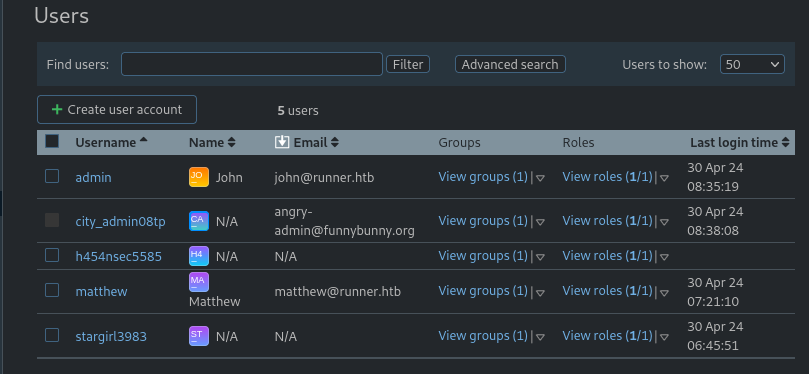 Users
Find users: Filter Advanced search Users to show: 50
+ Create user account 5 users
Username Name Email Groups Roles Last login time
admin JO John john@runner.htb View groups (1) | View roles (1/1) | 30 Apr 24
08:35:19
city_admin08tp CA N/A angry-
admin@funnybunny.org View groups (1) | View roles (1/1) | 30 Apr 24
08:38:08
h454nsec5585 H4 N/A N/A View groups (1) | View roles (1/1) |
matthew MA
Matthew matthew@runner.htb View groups (1) | View roles (1/1) | 30 Apr 24
07:21:10
stargirl3983 ST N/A N/A View groups (1) | View roles (1/1) | 30 Apr 24
06:45:51